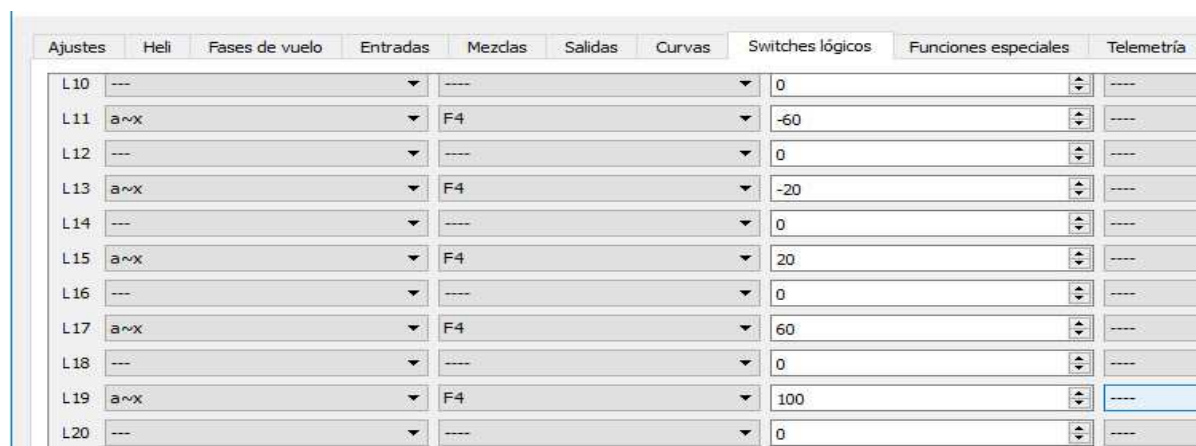 Ajustes Heli Fases de vuelo Entradas Mezclas Salidas Curvas Switches lógicos Funciones especiales Telemetría
L10 --- ---- 0 ----
L11 a~x F4 -60 ----
L12 --- ---- 0 ----
L13 a~x F4 -20 ----
L14 --- ---- 0 ----
L15 a~x F4 20 ----
L16 --- ---- 0 ----
L17 a~x F4 60 ----
L18 --- ---- 0 ----
L19 a~x F4 100 ----
L20 --- ---- 0 ----